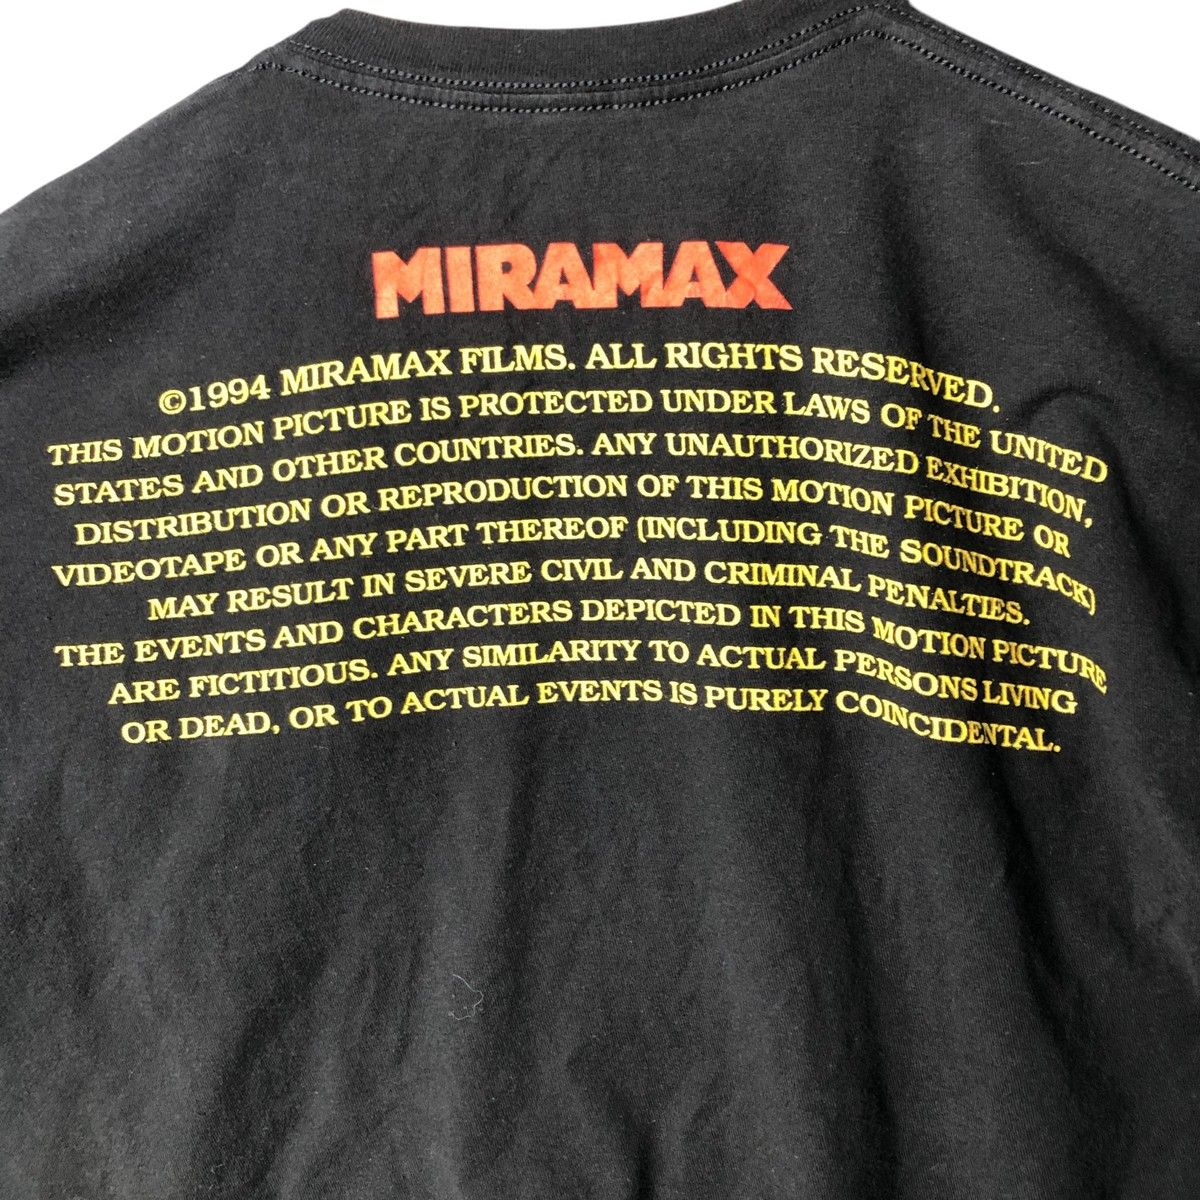 MIRAMAX
©1994 MIRAMAX FILMS. ALL RIGHTS RESERVED.
THIS MOTION PICTURE IS PROTECTED UNDER LAWS OF THE UNITED
STATES AND OTHER COUNTRIES. ANY UNAUTHORIZED EXHIBITION,
DISTRIBUTION OR REPRODUCTION OF THIS MOTION PICTURE OR
VIDEOTAPE OR ANY PART THEREOF (INCLUDING THE SOUNDTRACK)
MAY RESULT IN SEVERE CIVIL AND CRIMINAL PENALTIES.
THE EVENTS AND CHARACTERS DEPICTED IN THIS MOTION PICTURE
ARE FICTITIOUS. ANY SIMILARITY TO ACTUAL PERSONS LIVING
OR DEAD, OR TO ACTUAL EVENTS IS PURELY COINCIDENTAL.